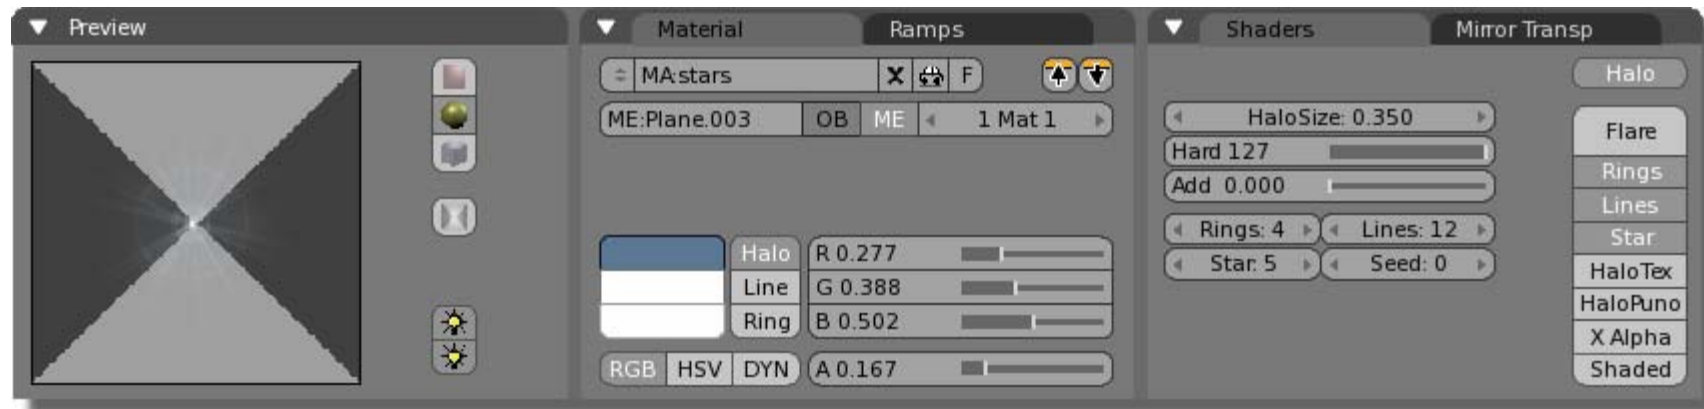 Preview
Material Ramps
MA:stars F
ME:Plane.003 OB ME 1 Mat 1
Halo R 0.277
Line G 0.388
Ring B 0.502
RGB HSV DYN A 0.167
Shaders Mirror Transp
Halo
HaloSize: 0.350
Hard 127
Add 0.000
Rings: 4 Lines: 12
Star: 5 Seed: 0
Flare
Rings
Lines
Star
HaloTex
HaloPuno
X Alpha
Shaded